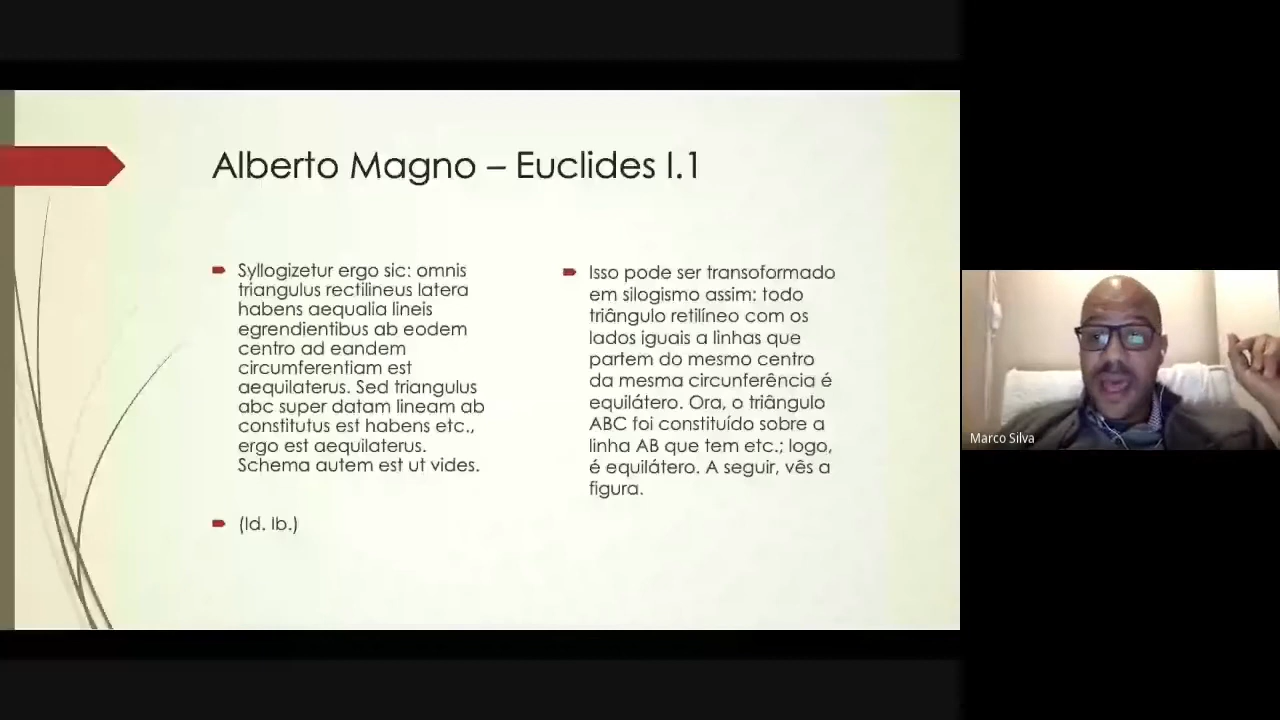 Alberto Magno – Euclides I.1
Syllogizetur ergo sic: omnis
triangulus rectilineus latera
habens aequalia lineis
egrendientibus ab eodem
centro ad eandem
circumferentiam est
aequilaterus. Sed triangulus
abc super datam lineam ab
constitutus est habens etc.,
ergo est aequilaterus.
Schema autem est ut vides.
(Id. Ib.)
Isso pode ser transoformado
em silogismo assim: todo
triângulo retilíneo com os
lados iguais a linhas que
partem do mesmo centro
da mesma circunferência é
equilátero. Ora, o triângulo
ABC foi constituído sobre a
linha AB que tem etc.; logo,
é equilátero. A seguir, vês a
figura.
Marco Silva